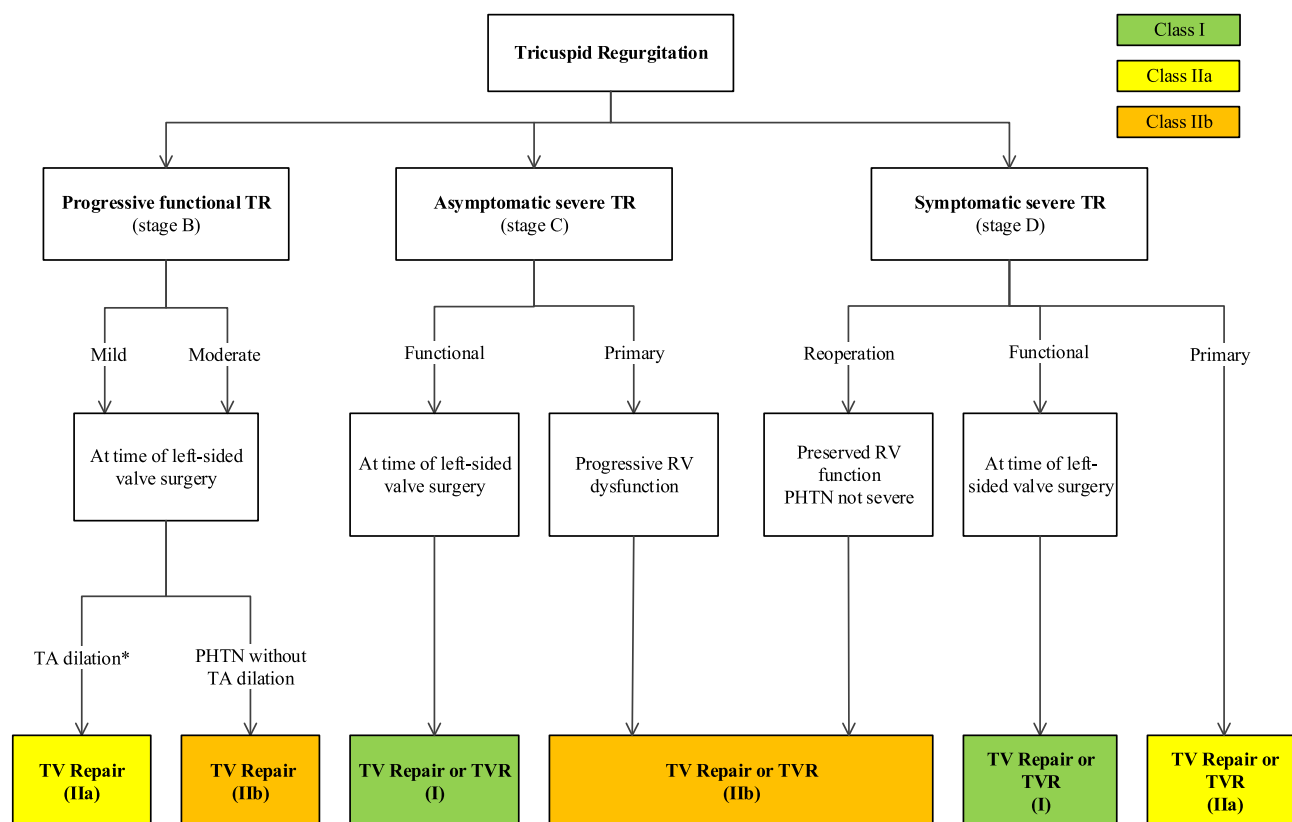 Tricuspid Regurgitation
Class I
Class IIa
Class IIb
Progressive functional TR
(stage B)
Asymptomatic severe TR
(stage C)
Symptomatic severe TR
(stage D)
Mild
Moderate
Functional
Primary
Reoperation
Functional
Primary
At time of left-sided
valve surgery
At time of left-sided
valve surgery
Progressive RV
dysfunction
Preserved RV
function
PHTN not severe
At time of left-
sided valve surgery
TA dilation*
PHTN without
TA dilation
TV Repair
(IIa)
TV Repair
(IIb)
TV Repair or TVR
(I)
TV Repair or TVR
(IIb)
TV Repair or
TVR
(I)
TV Repair or
TVR
(IIa)